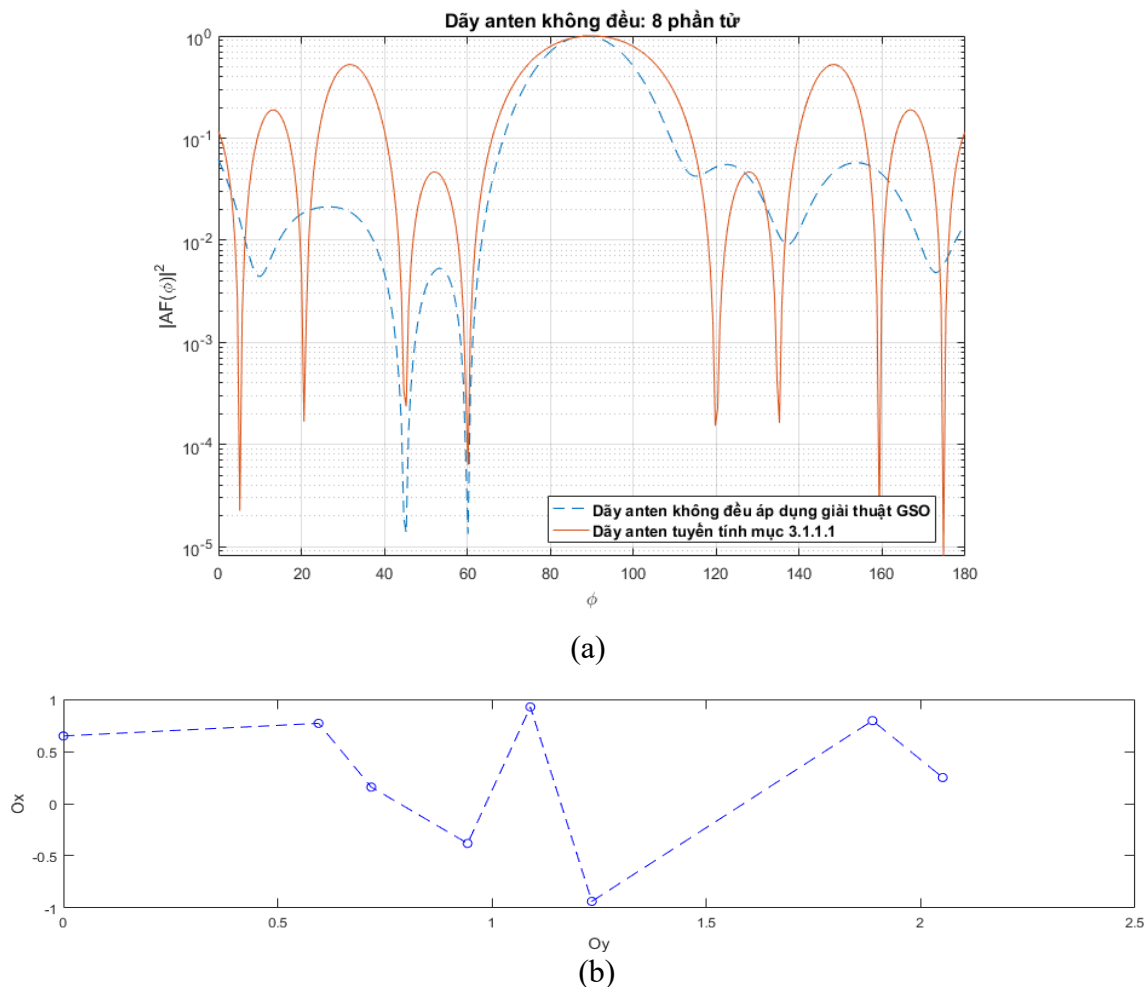 Dãy anten không đều: 8 phần tử
10^0
10^-1
10^-2
10^-3
10^-4
10^-5
|AF(ϕ)|^2
0 20 40 60 80 100 120 140 160 180
ϕ
Dãy anten không đều áp dụng giải thuật GSO
Dãy anten tuyến tính mục 3.1.1.1
(a)
1
0.5
0
-0.5
-1
Ox
0 0.5 1 1.5 2 2.5
Oy
(b)